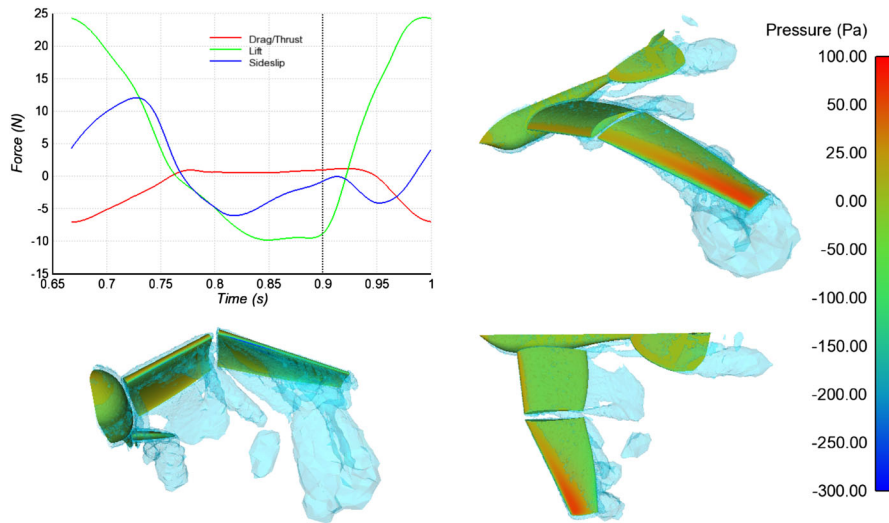 25
20
15
10
5
0
-5
-10
-15
Force (N)
Drag/Thrust
Lift
Sideslip
0.65 0.7 0.75 0.8 0.85 0.9 0.95 1
Time (s)
Pressure (Pa)
100.00
50.00
0.00
-50.00
-100.00
-150.00
-200.00
-250.00
-300.00